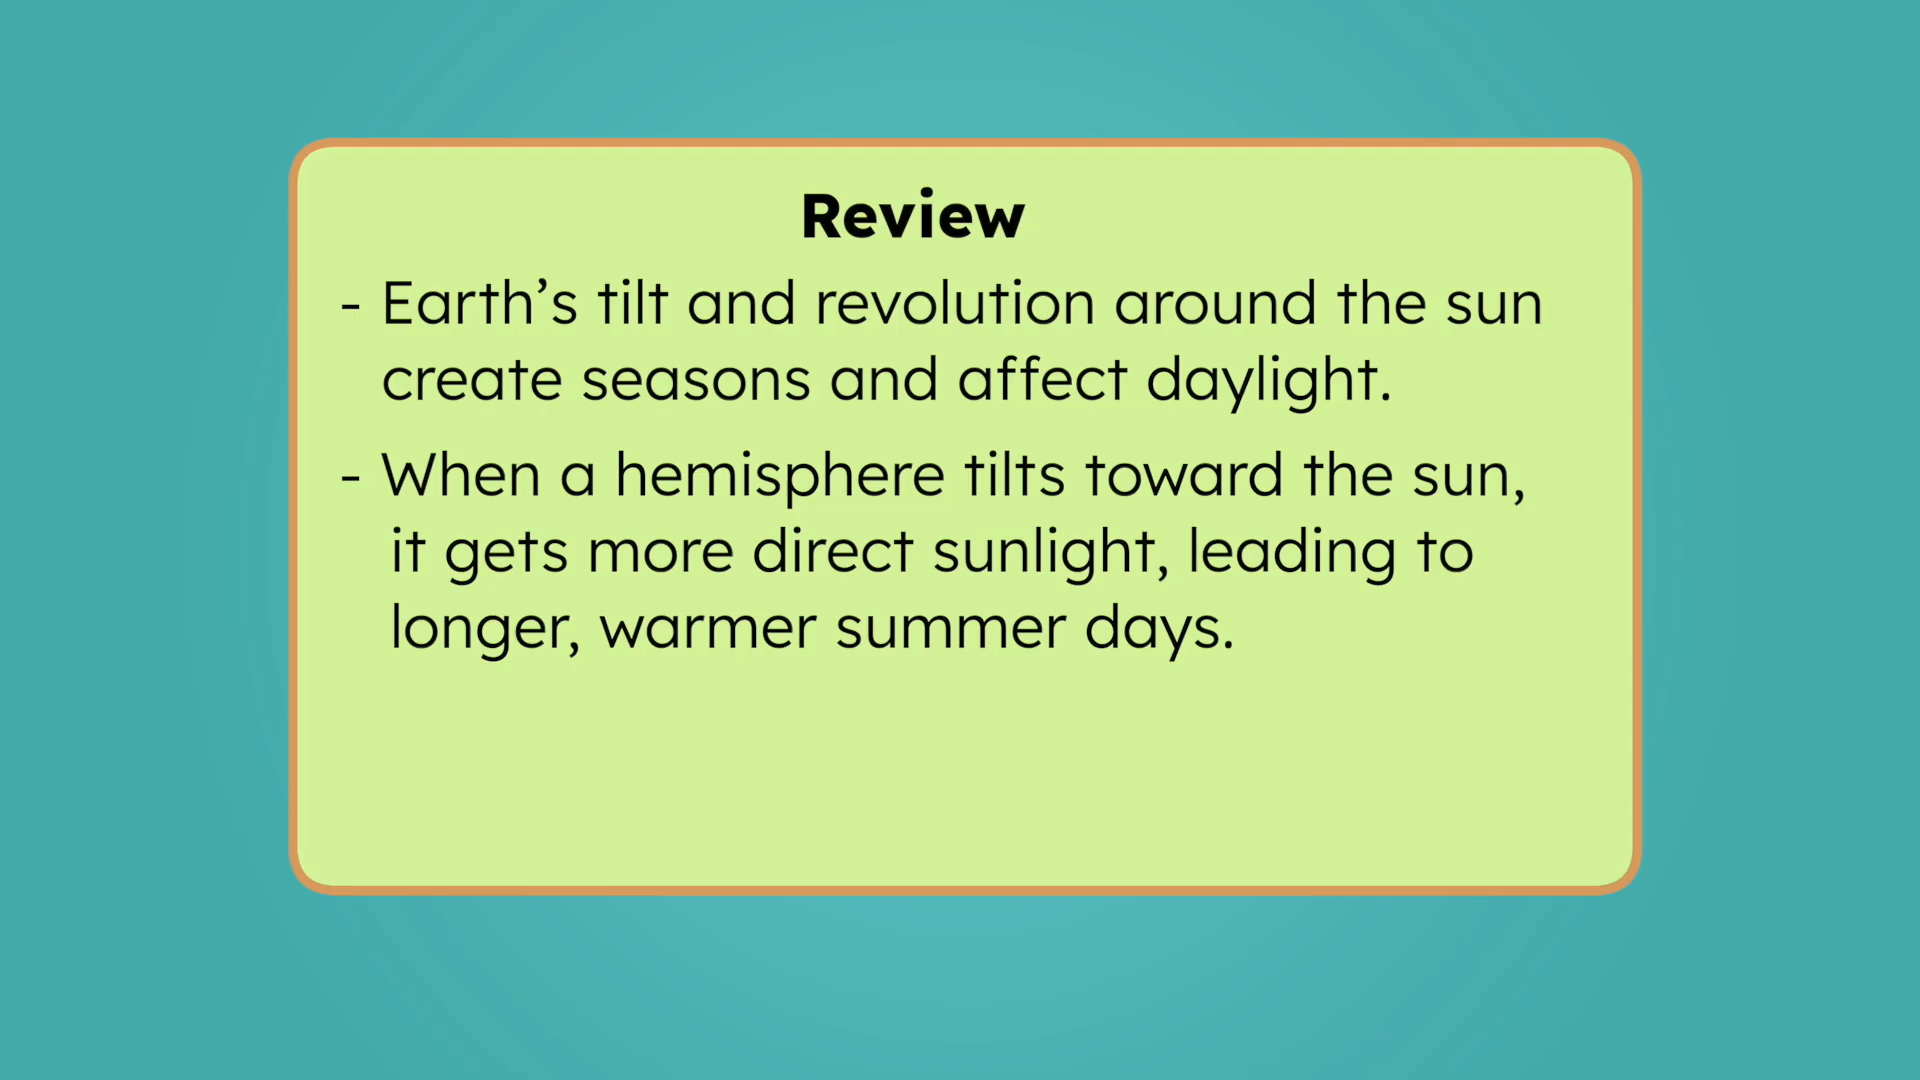 Review
- Earth’s tilt and revolution around the sun
create seasons and affect daylight.
- When a hemisphere tilts toward the sun,
it gets more direct sunlight, leading to
longer, warmer summer days.